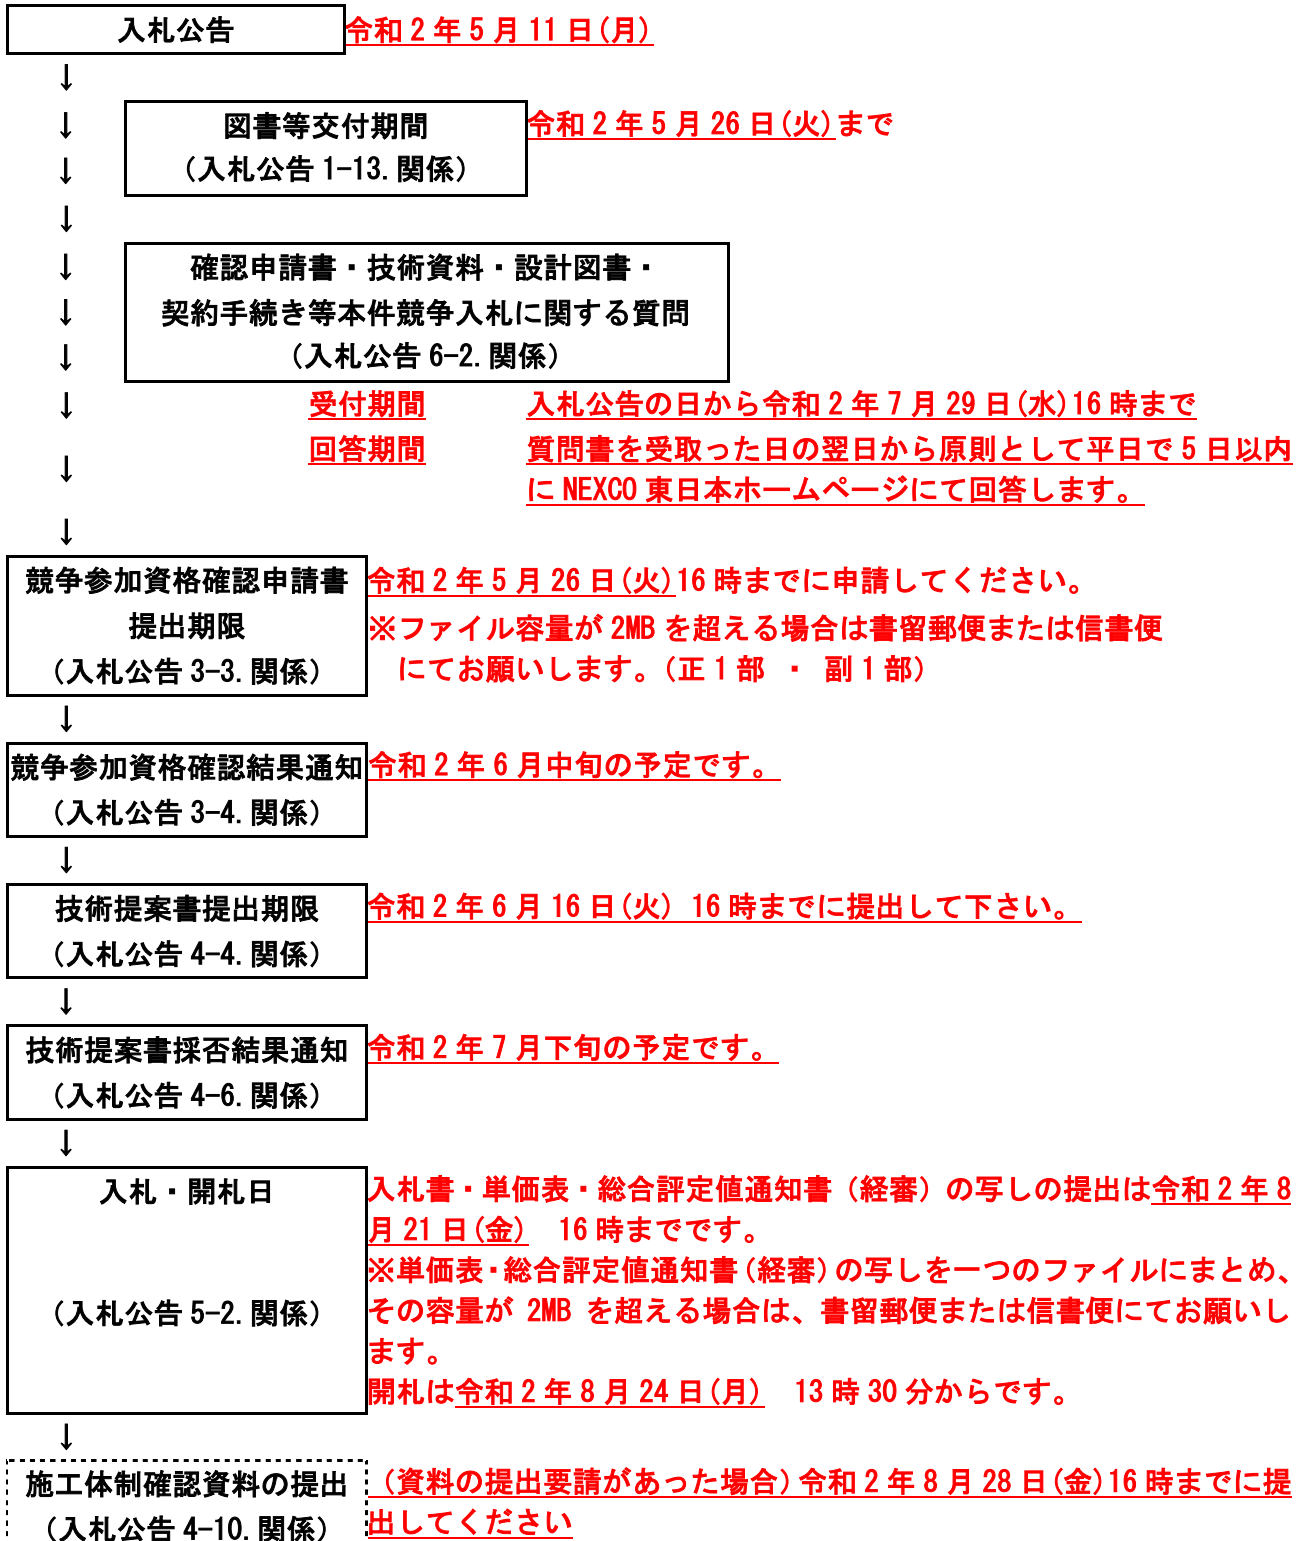 入札公告 令和2年5月11日(月)
↓
↓ 図書等交付期間 令和2年5月26日(火)まで
↓ （入札公告1-13.関係）
↓
↓ 確認申請書・技術資料・設計図書・
↓ 契約手続き等本件競争入札に関する質問
↓ （入札公告6-2.関係）
↓ 受付期間 入札公告の日から令和2年7月29日(水)16時まで
↓ 回答期間 質問書を受取った日の翌日から原則として平日で5日以内
にNEXCO東日本ホームページにて回答します。
↓
競争参加資格確認申請書 令和2年5月26日(火)16時までに申請してください。
提出期限 ※ファイル容量が2MBを超える場合は書留郵便または信書便
（入札公告3-3.関係） にてお願いします。(正1部 ・ 副1部)
↓
競争参加資格確認結果通知 令和2年6月中旬の予定です。
（入札公告3-4.関係）
↓
技術提案書提出期限 令和2年6月16日(火) 16時までに提出して下さい。
（入札公告4-4.関係）
↓
技術提案書採否結果通知 令和2年7月下旬の予定です。
（入札公告4-6.関係）
↓
入札・開札日 入札書・単価表・総合評定値通知書（経審）の写しの提出は令和2年8
月21日(金) 16時までです。
※単価表・総合評定値通知書(経審)の写しを一つのファイルにまとめ、
（入札公告5-2.関係） その容量が 2MB を超える場合は、書留郵便または信書便にてお願いし
ます。
開札は令和2年8月24日(月) 13時30分からです。
↓
施工体制確認資料の提出 （資料の提出要請があった場合)令和2年8月28日(金)16時までに提
（入札公告4-10.関係） 出してください